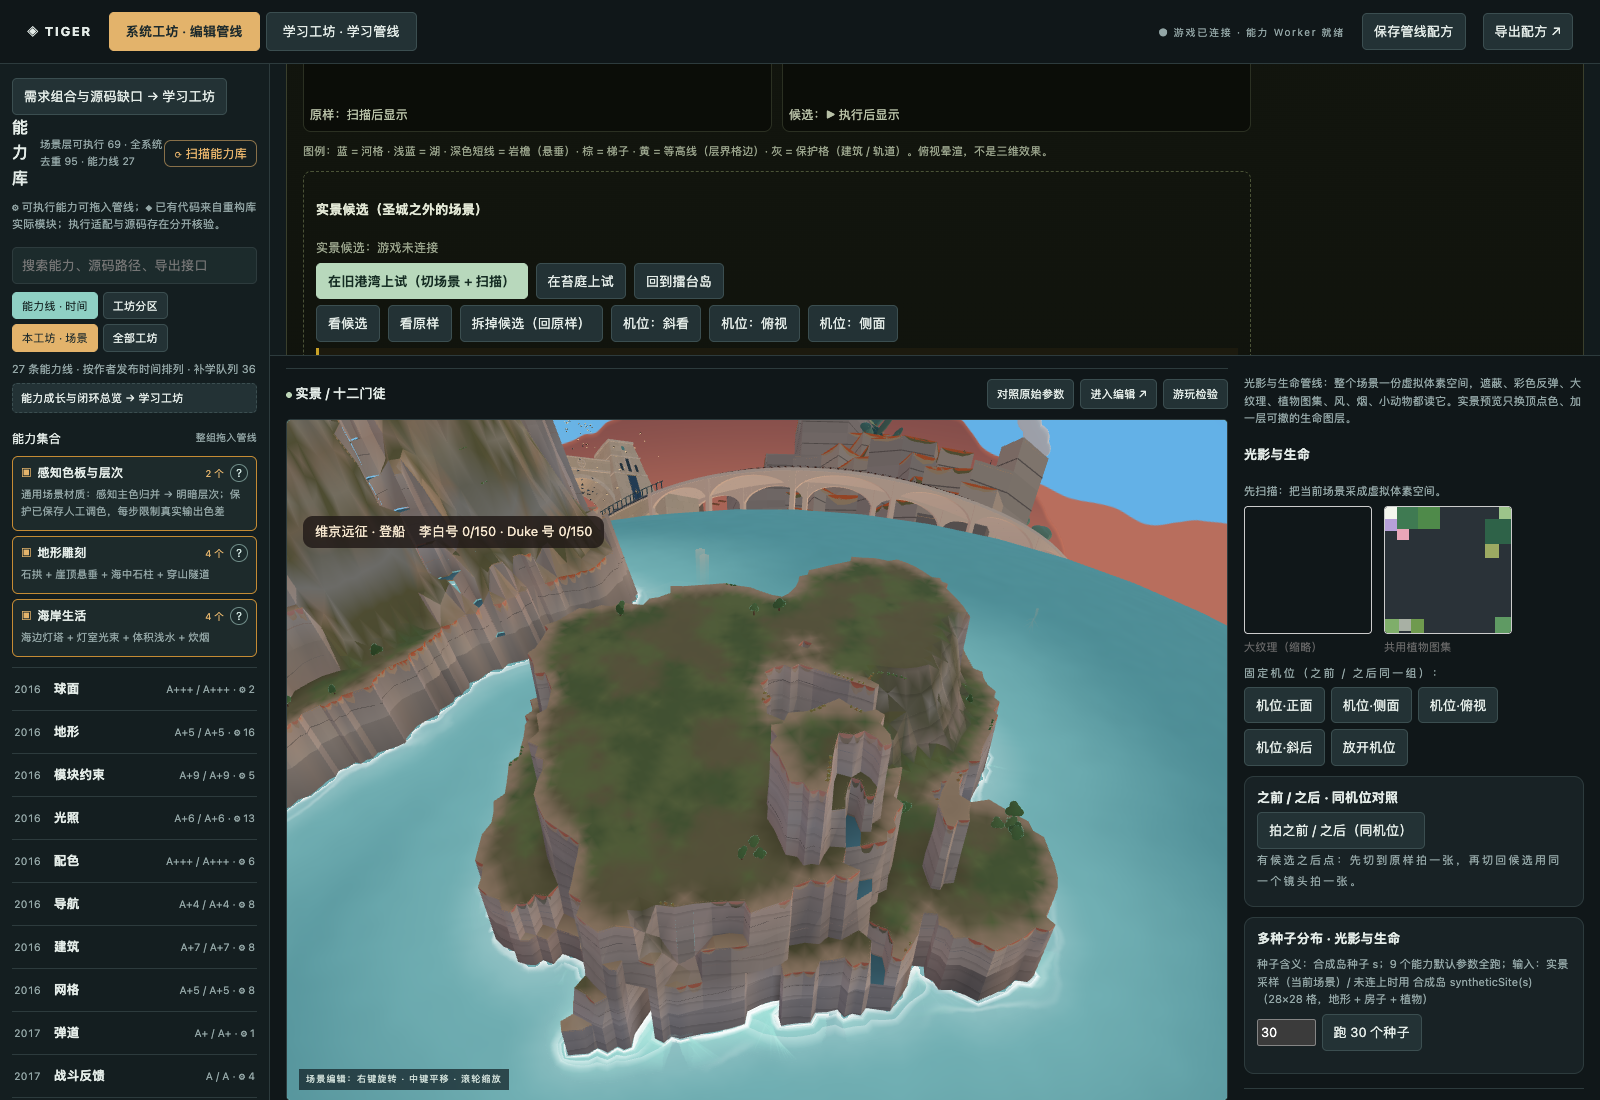 ◈ TIGER
系统工坊 · 编辑管线
学习工坊 · 学习管线
游戏已连接 · 能力 Worker 就绪
保存管线配方
导出配方 ↗
需求组合与源码缺口 → 学习工坊
能力库
场景层可执行 69 · 全系统去重 95 · 能力线 27
⟳ 扫描能力库
⚙ 可执行能力可拖入管线；◆ 已有代码来自重构库
实际模块；执行适配与源码存在分开核验。
搜索能力、源码路径、导出接口
能力线 · 时间
工坊分区
本工坊 · 场景
全部工坊
27 条能力线 · 按作者发布时间排列 · 补学队列 36
能力成长与闭环总览 → 学习工坊
能力集合
整组拖入管线
▣ 感知色板与层次 2 个 ?
通用场景材质：感知主色归并 → 明暗层次；保
护已保存人工调色，每步限制真实输出色差
▣ 地形雕刻 4 个 ?
石拱 + 崖顶悬垂 + 海中石柱 + 穿山隧道
▣ 海岸生活 4 个 ?
海边灯塔 + 灯室光束 + 体积浅水 + 炊烟
2016 球面 A+++ / A+++ · ⚙ 2
2016 地形 A+5 / A+5 · ⚙ 16
2016 模块约束 A+9 / A+9 · ⚙ 5
2016 光照 A+6 / A+6 · ⚙ 13
2016 配色 A+++ / A+++ · ⚙ 6
2016 导航 A+4 / A+4 · ⚙ 8
2016 建筑 A+7 / A+7 · ⚙ 8
2016 网格 A+5 / A+5 · ⚙ 8
2017 弹道 A+ / A+ · ⚙ 1
2017 战斗反馈 A / A · ⚙ 4
原样：扫描后显示
候选：▶ 执行后显示
图例：蓝 = 河格 · 浅蓝 = 湖 · 深色短线 = 岩檐（悬垂）· 棕 = 梯子 · 黄 = 等高线（层界格边）· 灰 = 保护格（建筑 / 轨道）。俯视晕渲，不是三维效果。
实景候选（圣城之外的场景）
实景候选：游戏未连接
在旧港湾上试（切场景 + 扫描）
在苔庭上试
回到擂台岛
看候选
看原样
拆掉候选（回原样）
机位：斜看
机位：俯视
机位：侧面
实景 / 十二门徒
对照原始参数
进入编辑 ↗
游玩检验
维京远征 · 登船 李白号 0/150 · Duke 号 0/150
场景编辑：右键旋转 · 中键平移 · 滚轮缩放
光影与生命管线：整个场景一份虚拟体素空间，遮蔽、彩色反弹、大
纹理、植物图集、风、烟、小动物都读它。实景预览只换顶点色、加
一层可撤的生命图层。
光影与生命
先扫描：把当前场景采成虚拟体素空间。
大纹理（缩略）
共用植物图集
固定机位（之前 / 之后同一组）：
机位·正面
机位·侧面
机位·俯视
机位·斜后
放开机位
之前 / 之后 · 同机位对照
拍之前 / 之后（同机位）
有候选之后点：先切到原样拍一张，再切回候选用同
一个镜头拍一张。
多种子分布 · 光影与生命
种子含义：合成岛种子 s；9 个能力默认参数全跑；输入：实景
采样（当前场景）/ 未连上时用 合成岛 syntheticSite(s)
（28×28 格，地形 + 房子 + 植物）
30
跑 30 个种子